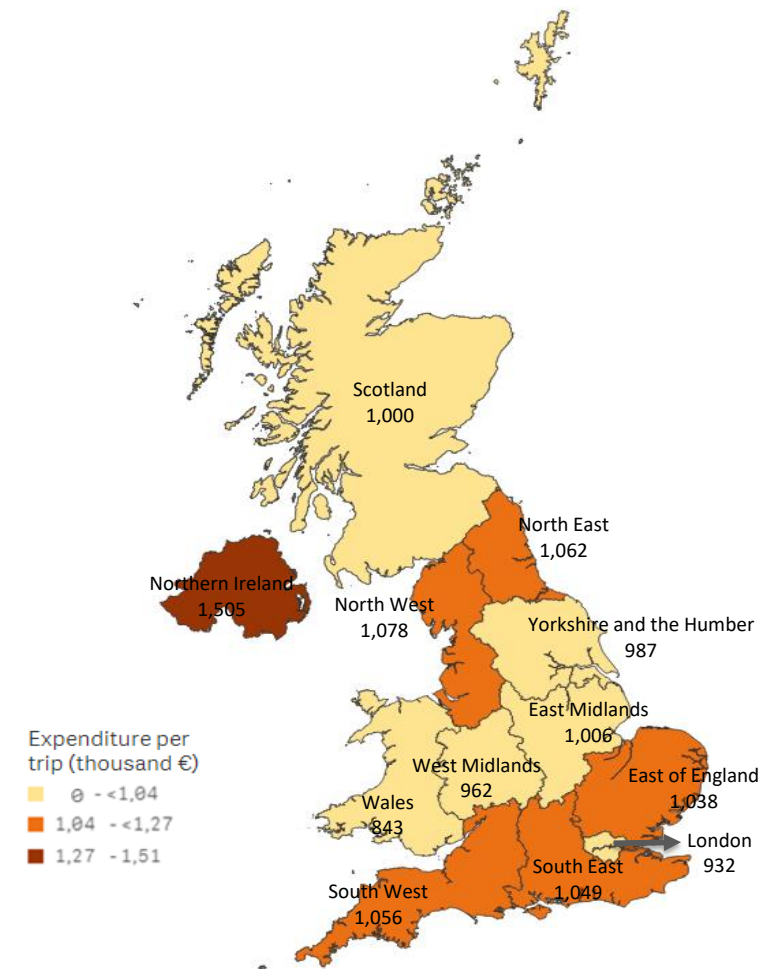 Scotland
1,000
North East
1,062
Northern Ireland
1,505
North West
1,078
Yorkshire and the Humber
987
East Midlands
1,006
West Midlands
962
East of England
1,038
Wales
843
London
932
South East
1,049
South West
1,056
Expenditure per
trip (thousand €)
0 - <1,04
1,04 - <1,27
1,27 - 1,51